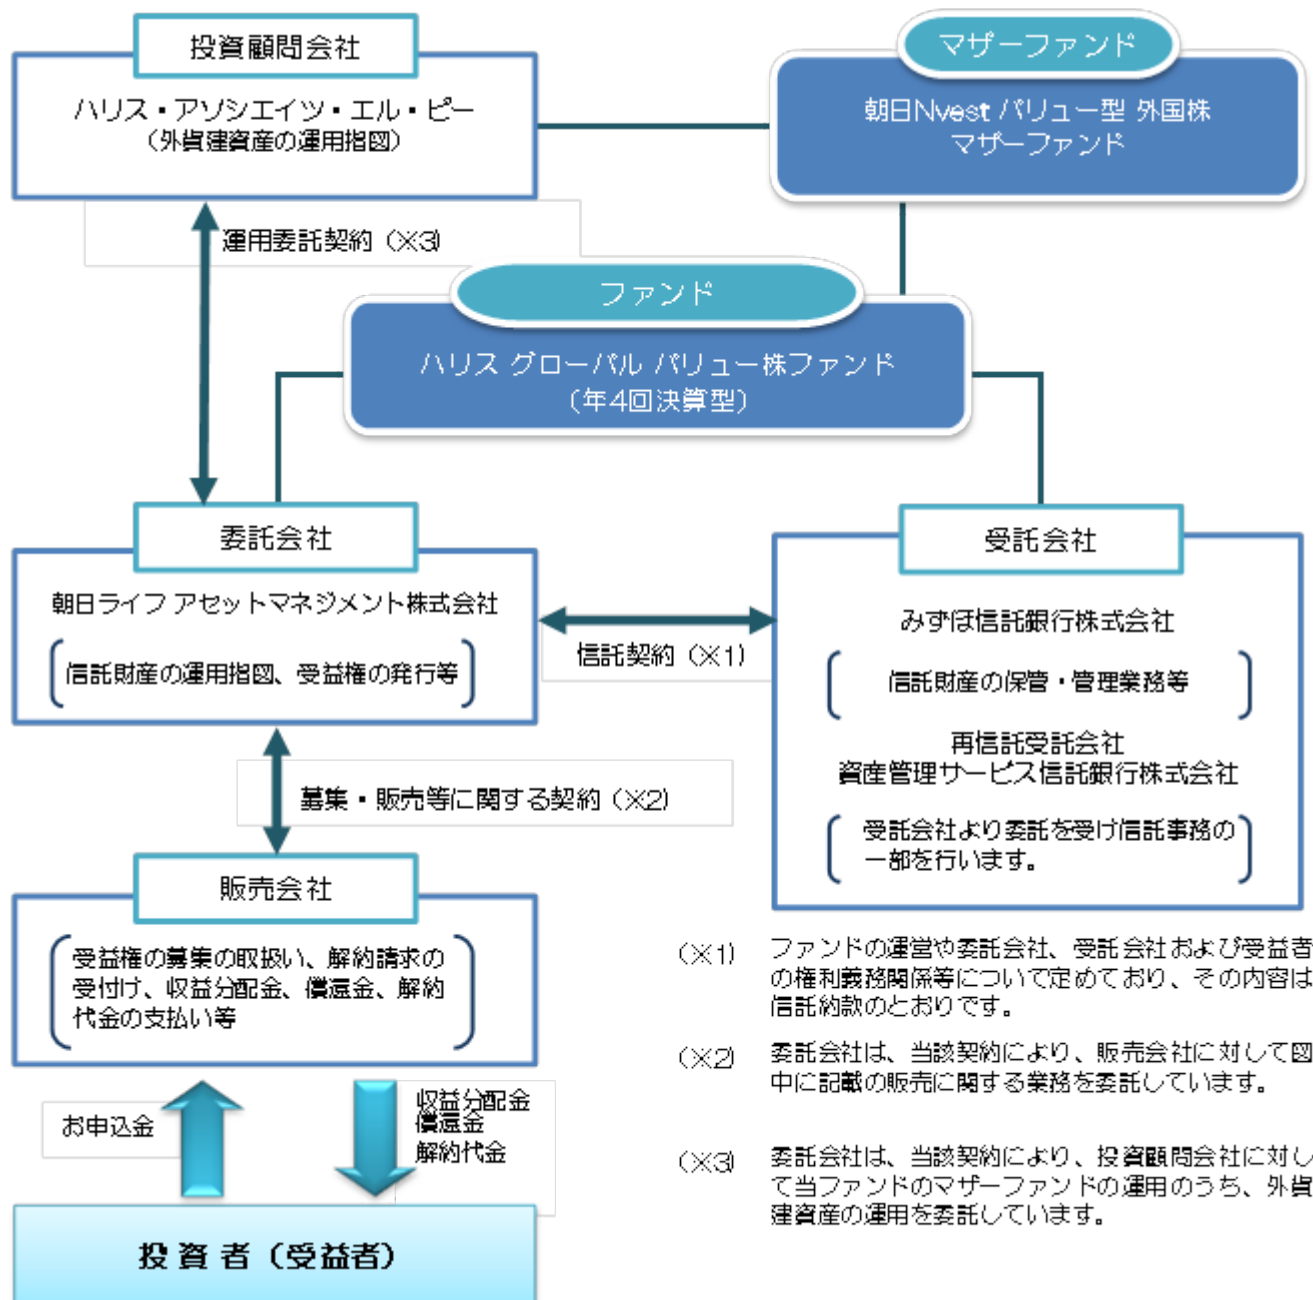 投資顧問会社
ハリス・アソシエイツ・エル・ピー
（外貨建資産の運用指図）
マザーファンド
朝日Nvest バリュー型 外国株
マザーファンド
運用委託契約（※3）
ファンド
ハリス グローバル バリュー株ファンド
（年4回決算型）
委託会社
朝日ライフ アセットマネジメント株式会社
信託財産の運用指図、受益権の発行等
信託契約（※1）
受託会社
みずほ信託銀行株式会社
信託財産の保管・管理業務等
再信託受託会社
資産管理サービス信託銀行株式会社
受託会社より委託を受け信託事務の
一部を行います。
募集・販売等に関する契約（※2）
販売会社
受益権の募集の取扱い、解約請求の
受付け、収益分配金、償還金、解約
代金の支払い等
お申込金
収益分配金
償還金
解約代金
投資者（受益者）
（※1） ファンドの運営や委託会社、受託会社および受益者
の権利義務関係等について定めており、その内容は
信託約款のとおりです。
（※2） 委託会社は、当該契約により、販売会社に対して図
中に記載の販売に関する業務を委託しています。
（※3） 委託会社は、当該契約により、投資顧問会社に対し
て当ファンドのマザーファンドの運用のうち、外貨
建資産の運用を委託しています。